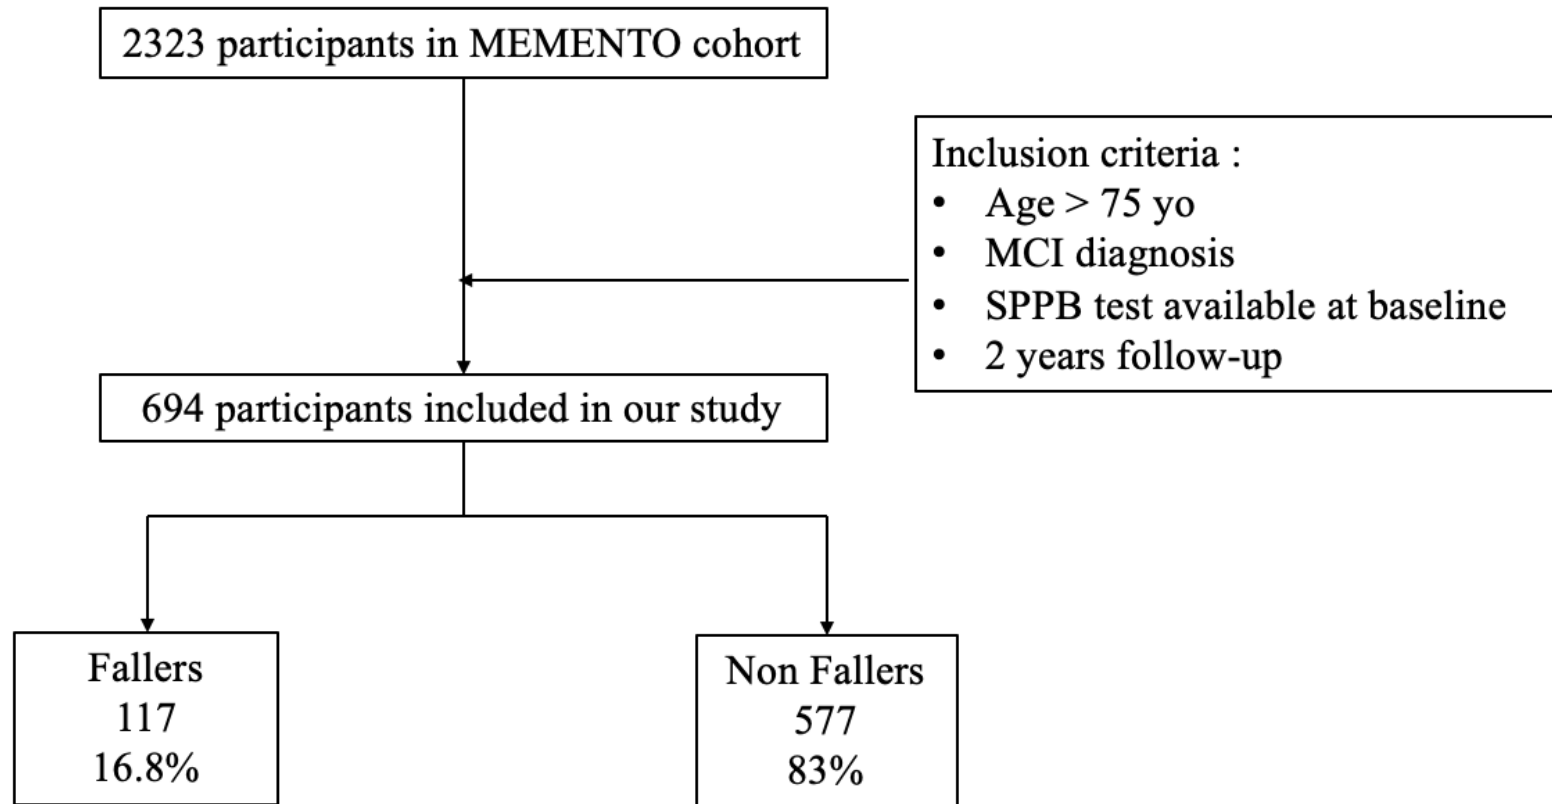 2323 participants in MEMENTO cohort
Inclusion criteria :
• Age > 75 yo
• MCI diagnosis
• SPPB test available at baseline
• 2 years follow-up
694 participants included in our study
Fallers
117
16.8%
Non Fallers
577
83%